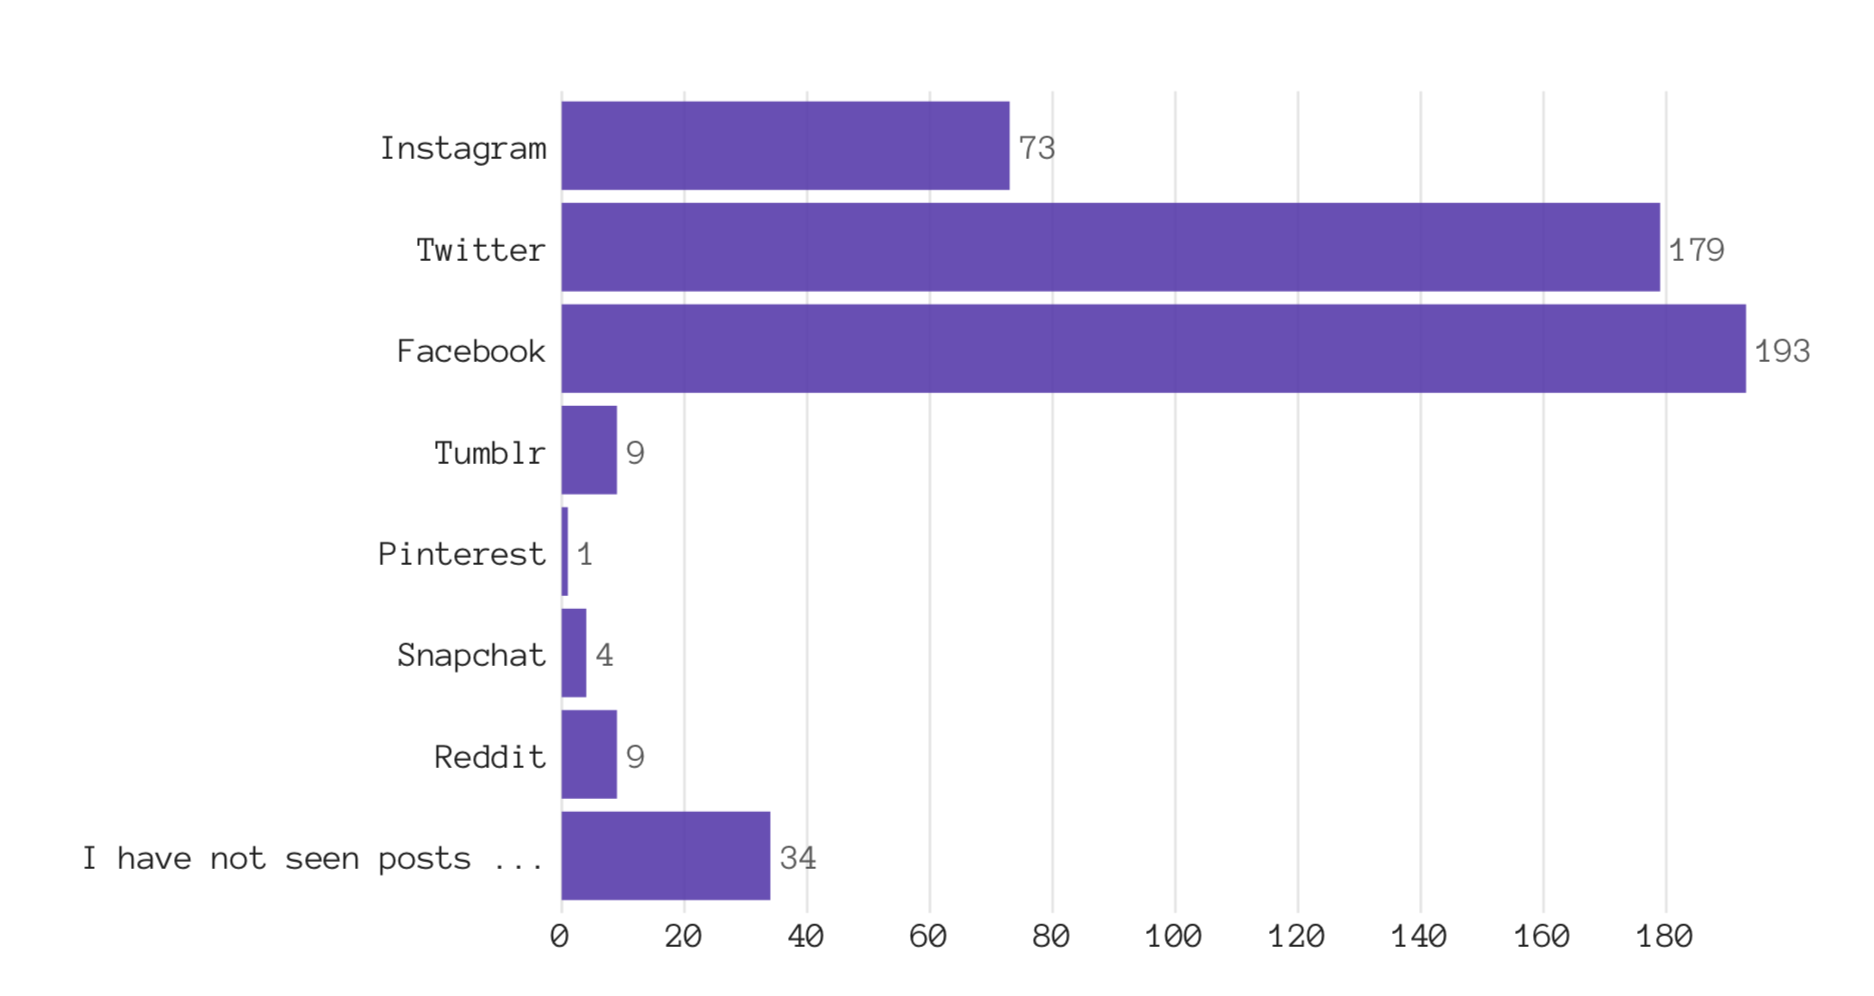 Instagram 73
Twitter 179
Facebook 193
Tumblr 9
Pinterest 1
Snapchat 4
Reddit 9
I have not seen posts ... 34
0 20 40 60 80 100 120 140 160 180